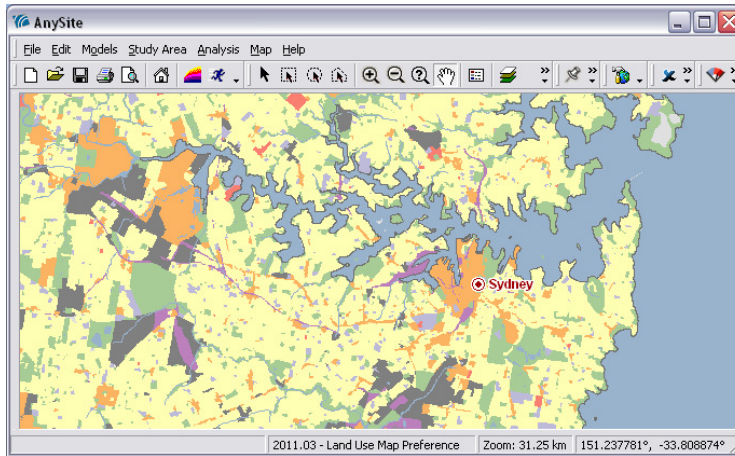 AnySite
File Edit Models Study Area Analysis Map Help
Sydney
2011.03 - Land Use Map Preference Zoom: 31.25 km 151.237781°, -33.808874°